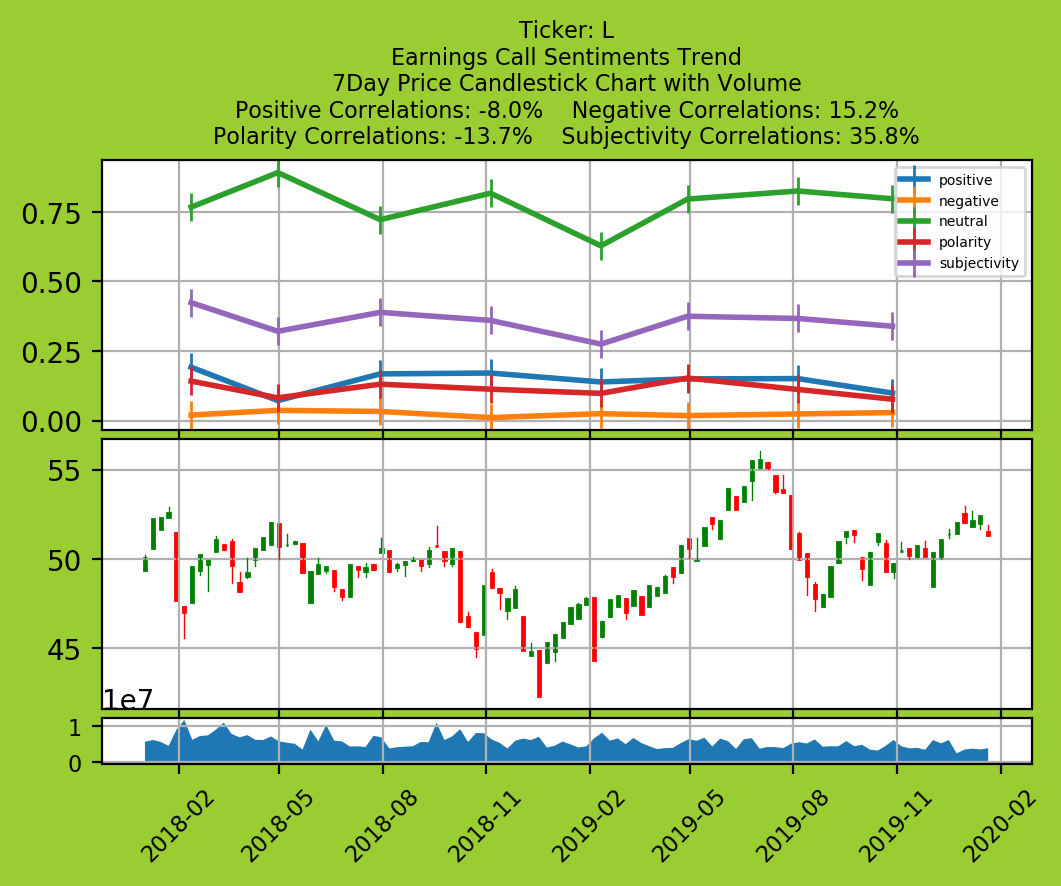 Ticker: L
Earnings Call Sentiments Trend
7Day Price Candlestick Chart with Volume
Positive Correlations: -8.0%    Negative Correlations: 15.2%
Polarity Correlations: -13.7%    Subjectivity Correlations: 35.8%
positive
negative
neutral
polarity
subjectivity
0.75
0.50
0.25
0.00
55
50
45
1e7
1
0
2018-02
2018-05
2018-08
2018-11
2019-02
2019-05
2019-08
2019-11
2020-02